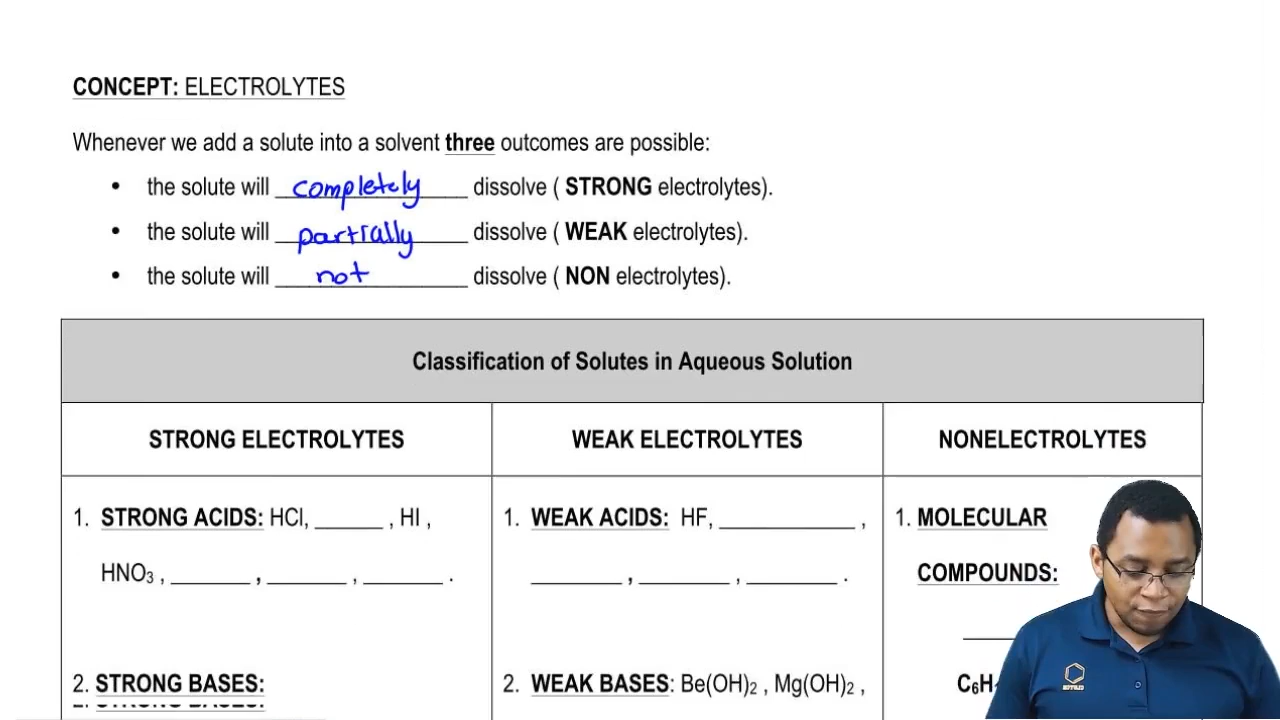 CONCEPT: ELECTROLYTES
Whenever we add a solute into a solvent three outcomes are possible:
• the solute will completely dissolve ( STRONG electrolytes).
• the solute will partially dissolve ( WEAK electrolytes).
• the solute will not dissolve ( NON electrolytes).
Classification of Solutes in Aqueous Solution
STRONG ELECTROLYTES WEAK ELECTROLYTES NONELECTROLYTES
1. STRONG ACIDS: HCl, ______ , HI ,
HNO₃ , _______ , _______ , _______ .
2. STRONG BASES:
1. WEAK ACIDS: HF, ____________ ,
________ , ________ , ________ .
2. WEAK BASES: Be(OH)₂ , Mg(OH)₂ ,
1. MOLECULAR
COMPOUNDS:
C₆H